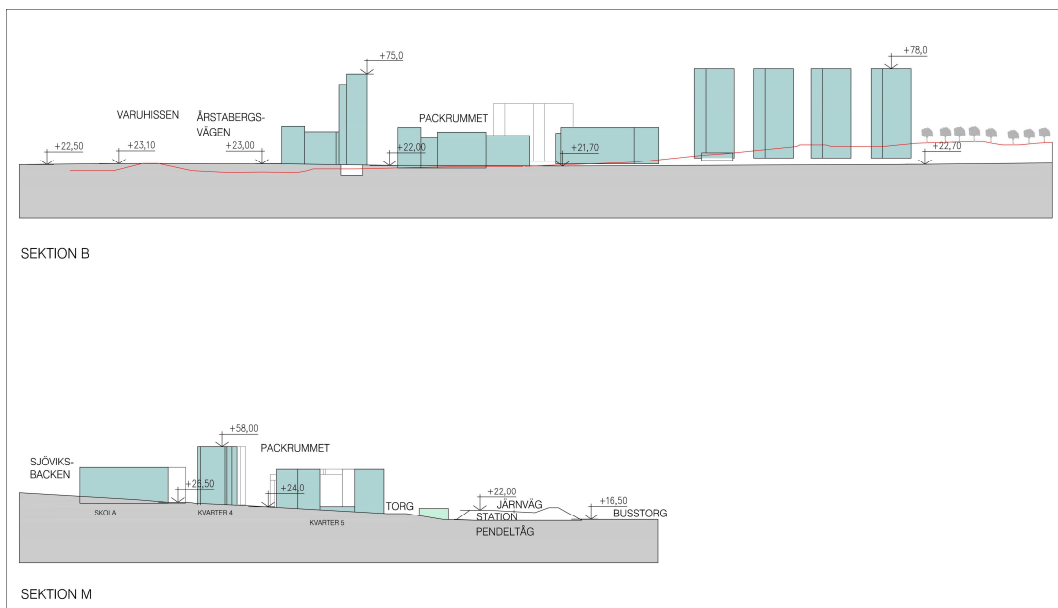 +75,0
+78,0
VARUHISSEN
ÅRSTABERGS-
VÄGEN
PACKRUMMET
+22,50
+23,10
+23,00
+22,00
+21,70
+22,70
SEKTION B
+58,00
SJÖVIKS-
BACKEN
PACKRUMMET
+26,50
+24,0
TORG
+22,00
JÄRNVÄG
STATION
PENDELTÅG
+16,50
BUSSTORG
SKOLA
KVARTER 4
KVARTER 5
SEKTION M